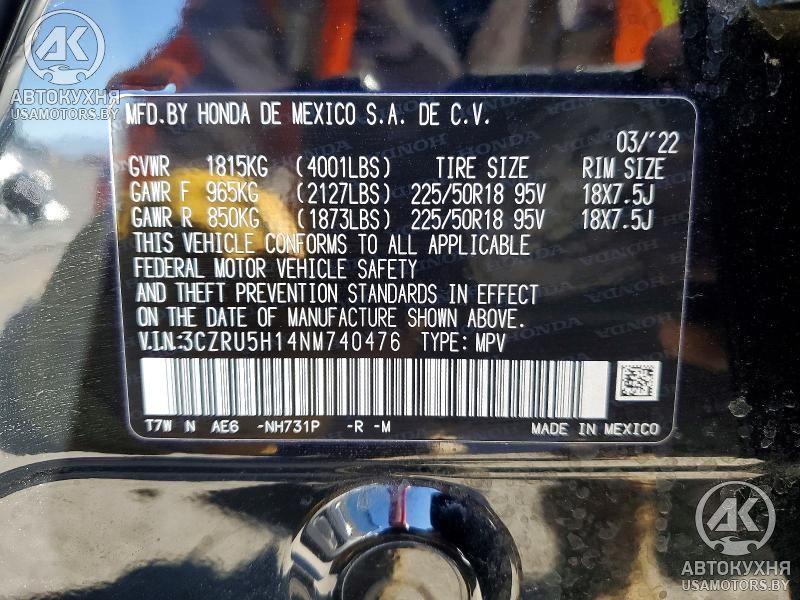 АК
АВТОКУХНЯ
USAMOTORS.BY
MFD.BY HONDA DE MEXICO S.A. DE C.V.
03/'22
GVWR 1815KG (4001LBS) TIRE SIZE RIM SIZE
GAWR F 965KG (2127LBS) 225/50R18 95V 18X7.5J
GAWR R 850KG (1873LBS) 225/50R18 95V 18X7.5J
THIS VEHICLE CONFORMS TO ALL APPLICABLE
FEDERAL MOTOR VEHICLE SAFETY
AND THEFT PREVENTION STANDARDS IN EFFECT
ON THE DATE OF MANUFACTURE SHOWN ABOVE.
V.I.N.:3CZRU5H14NM740476 TYPE: MPV
T7W N AE6 -NH731P -R -M MADE IN MEXICO
АК
АВТОКУХНЯ
USAMOTORS.BY